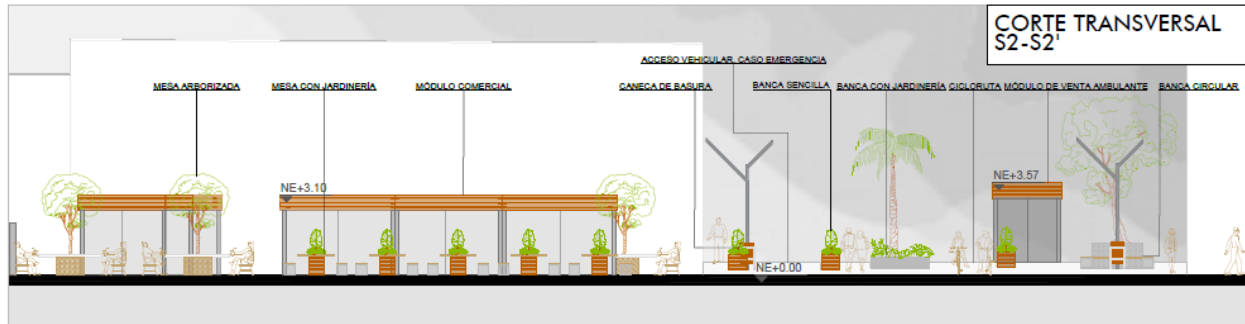 CORTE TRANSVERSAL
S2-S2'
ACCESO VEHICULAR, CASO EMERGENCIA
MESA ARBORIZADA
MESA CON JARDINERÍA
MÓDULO COMERCIAL
CANECA DE BASURA
BANCA SENCILLA
BANCA CON JARDINERÍA
CICLORUTA
MÓDULO DE VENTA AMBULANTE
BANCA CIRCULAR
NE+3.10
NE+3.57
NE+0.00